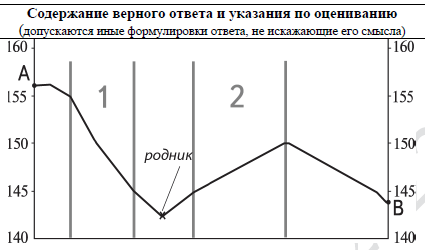 Содержание верного ответа и указания по оцениванию
(допускаются иные формулировки ответа, не искажающие его смысла)
160 160
А
155 155
1 2
150 150
родник
145 145
В
140 140